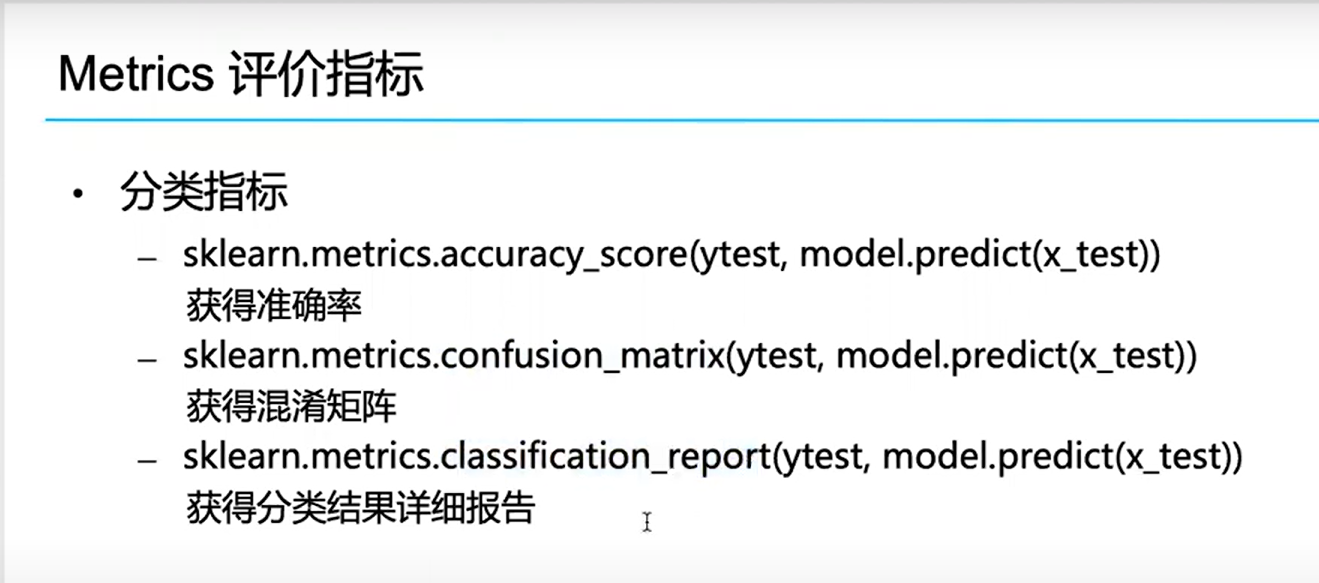 Metrics 评价指标
• 分类指标
– sklearn.metrics.accuracy_score(ytest, model.predict(x_test))
获得准确率
– sklearn.metrics.confusion_matrix(ytest, model.predict(x_test))
获得混淆矩阵
– sklearn.metrics.classification_report(ytest, model.predict(x_test))
获得分类结果详细报告